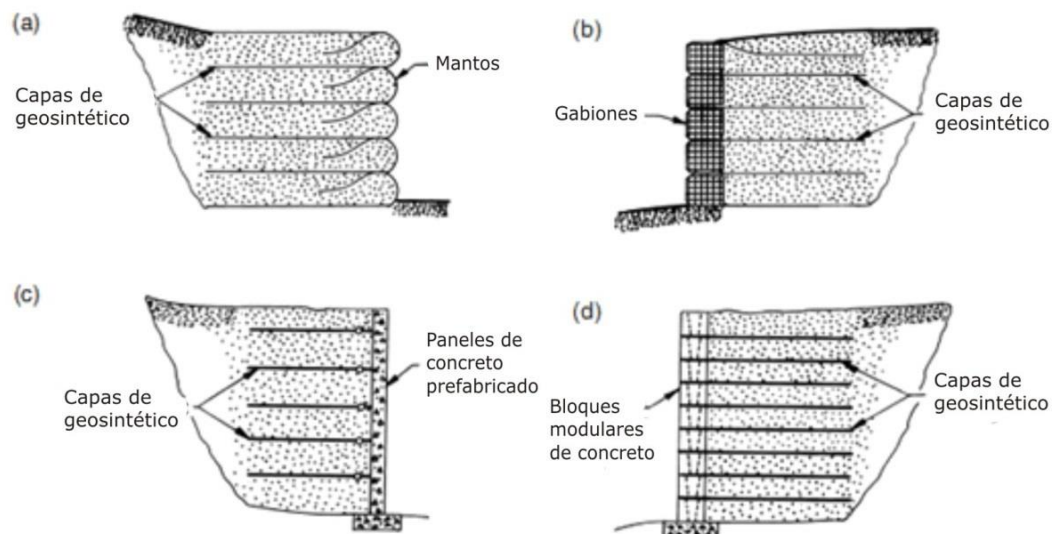 (a)
Mantos
Capas de
geosintético
(b)
Gabiones
Capas de
geosintético
(c)
Paneles de
concreto
prefabricado
Capas de
geosintético
(d)
Bloques
modulares
de concreto
Capas de
geosintético